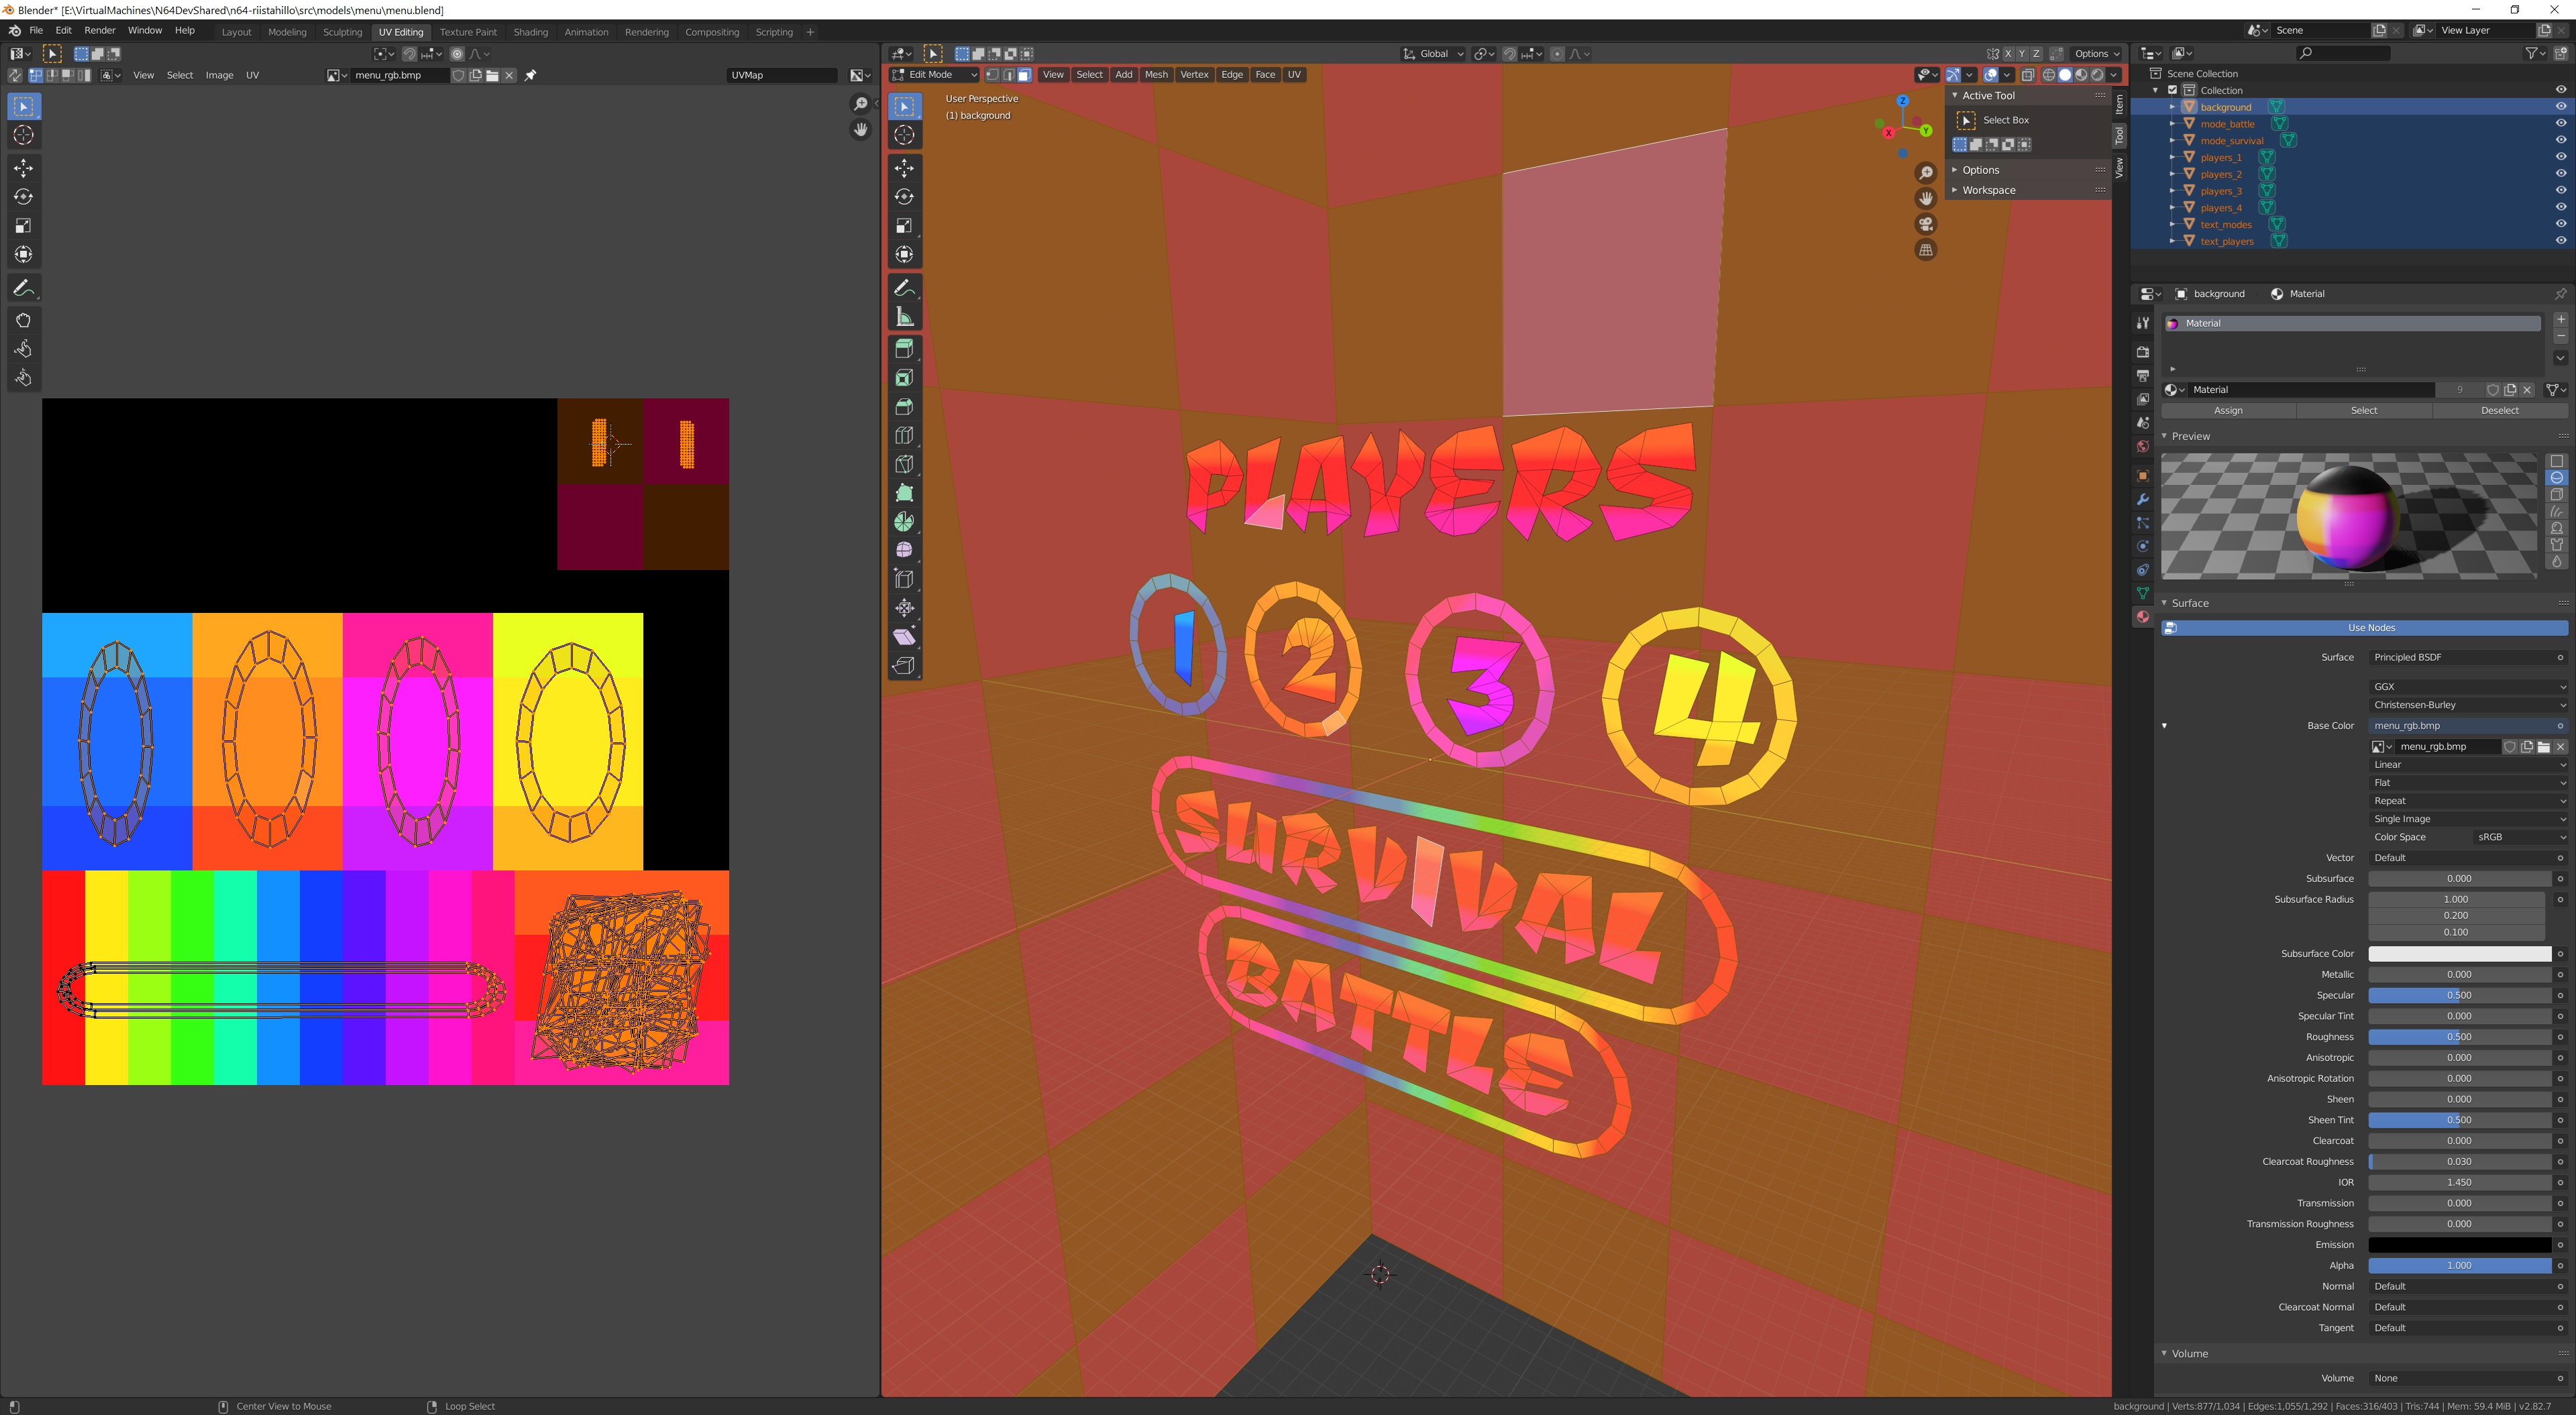 Blender* [E:\VirtualMachines\N64DevShared\n64-riistahillo\src\models\menu\menu.blend]
File Edit Render Window Help Layout Modeling Sculpting UV Editing Texture Paint Shading Animation Rendering Compositing Scripting + Scene View Layer
Global X Y Z Options
View Select Image UV menu_rgb.bmp UVMap
Edit Mode View Select Add Mesh Vertex Edge Face UV
User Perspective
(1) background
Z
X
Y
Active Tool
Select Box
Options
Workspace
Item
Tool
View
PLAYERS
1 2 3 4
SURVIVAL
BATTLE
Scene Collection
Collection
background
mode_battle
mode_survival
players_1
players_2
players_3
players_4
text_modes
text_players
background Material
Material
Material 9
Assign Select Deselect
Preview
Surface
Use Nodes
Surface Principled BSDF
GGX
Christensen-Burley
Base Color menu_rgb.bmp
menu_rgb.bmp
Linear
Flat
Repeat
Single Image
Color Space sRGB
Vector Default
Subsurface 0.000
Subsurface Radius 1.000
0.200
0.100
Subsurface Color
Metallic 0.000
Specular 0.500
Specular Tint 0.000
Roughness 0.500
Anisotropic 0.000
Anisotropic Rotation 0.000
Sheen 0.000
Sheen Tint 0.500
Clearcoat 0.000
Clearcoat Roughness 0.030
IOR 1.450
Transmission 0.000
Transmission Roughness 0.000
Emission
Alpha 1.000
Normal Default
Clearcoat Normal Default
Tangent Default
Volume
Volume None
Center View to Mouse Loop Select
background | Verts:877/1,034 | Edges:1,055/1,292 | Faces:316/403 | Tris:744 | Mem: 59.4 MiB | v2.82.7